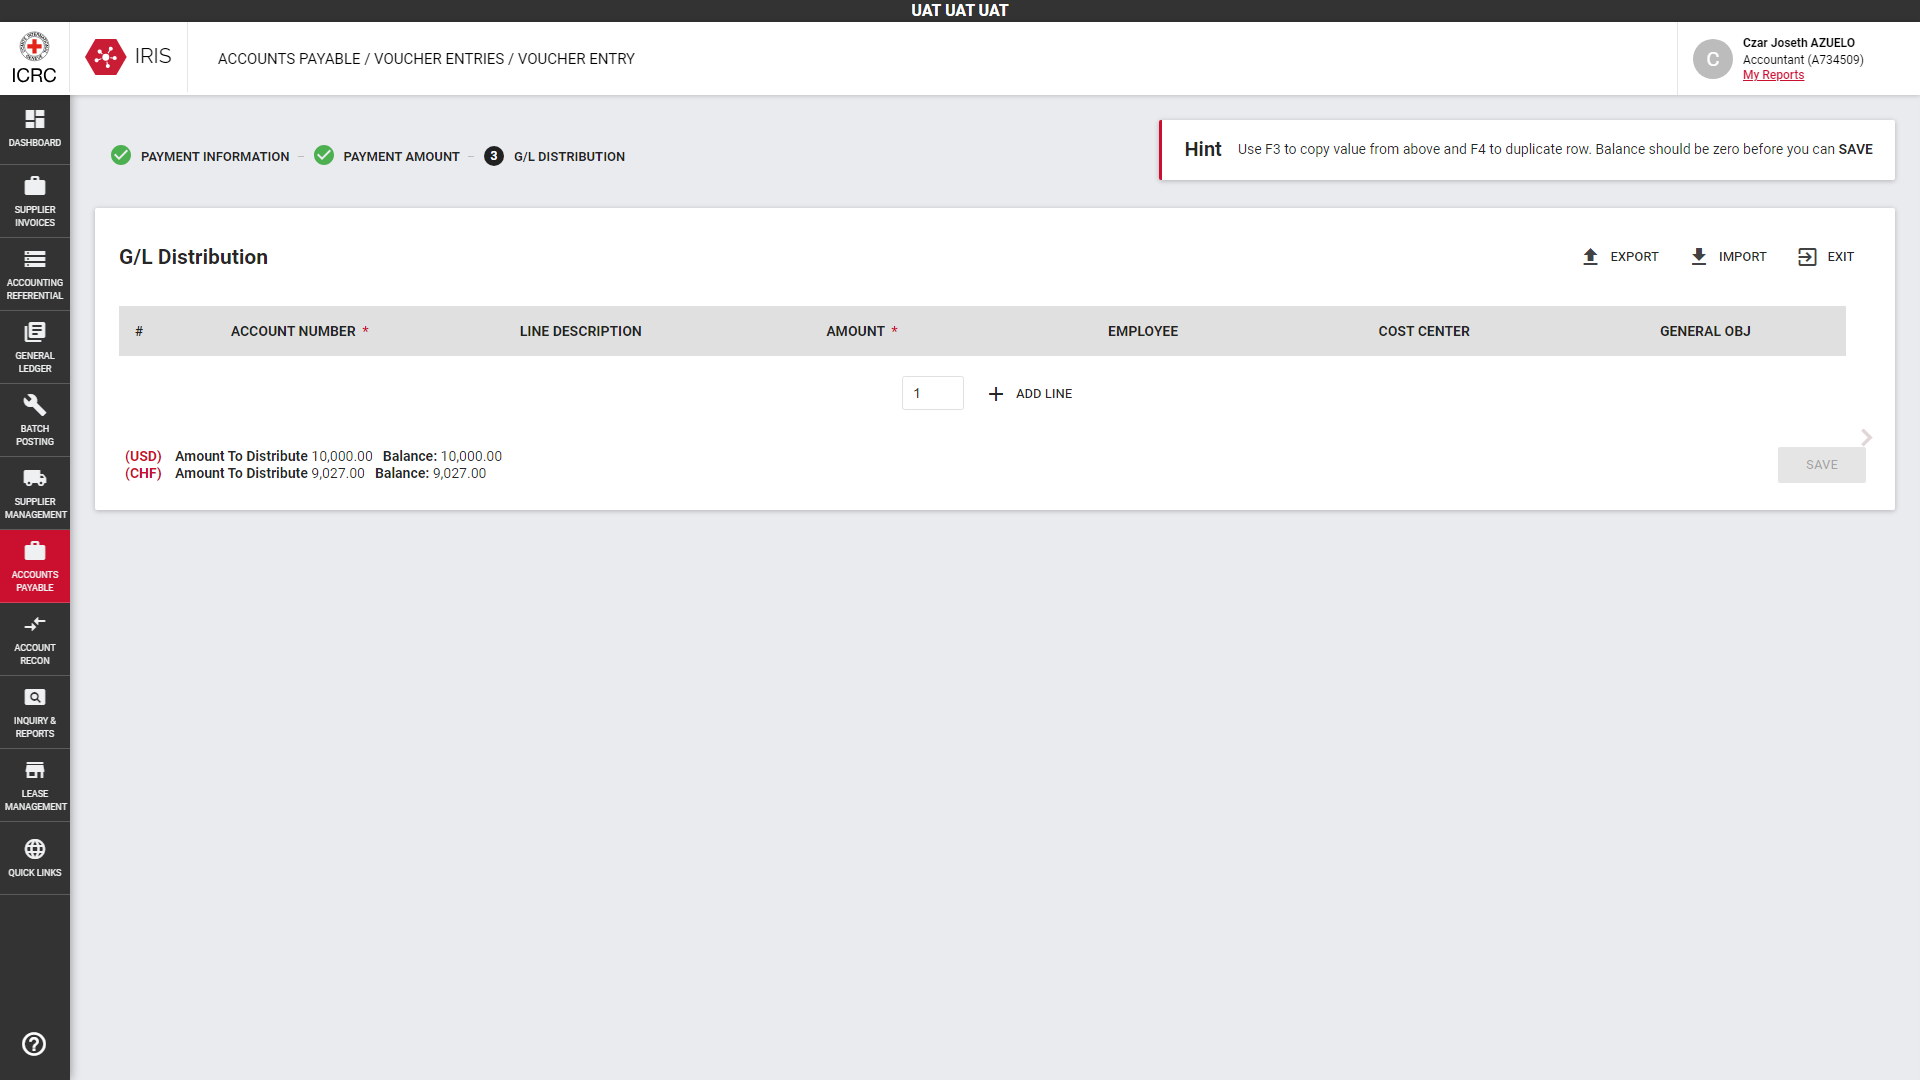 UAT UAT UAT
ICRC
IRIS
ACCOUNTS PAYABLE / VOUCHER ENTRIES / VOUCHER ENTRY
C
Czar Joseth AZUELO
Accountant (A734509)
My Reports
DASHBOARD
SUPPLIER
INVOICES
ACCOUNTING
REFERENTIAL
GENERAL
LEDGER
BATCH
POSTING
SUPPLIER
MANAGEMENT
ACCOUNTS
PAYABLE
ACCOUNT
RECON
INQUIRY &
REPORTS
LEASE
MANAGEMENT
QUICK LINKS
PAYMENT INFORMATION
PAYMENT AMOUNT
3 G/L DISTRIBUTION
Hint Use F3 to copy value from above and F4 to duplicate row. Balance should be zero before you can SAVE
G/L Distribution
EXPORT IMPORT EXIT
# ACCOUNT NUMBER * LINE DESCRIPTION AMOUNT * EMPLOYEE COST CENTER GENERAL OBJ
1 ADD LINE
(USD) Amount To Distribute 10,000.00 Balance: 10,000.00
(CHF) Amount To Distribute 9,027.00 Balance: 9,027.00
SAVE